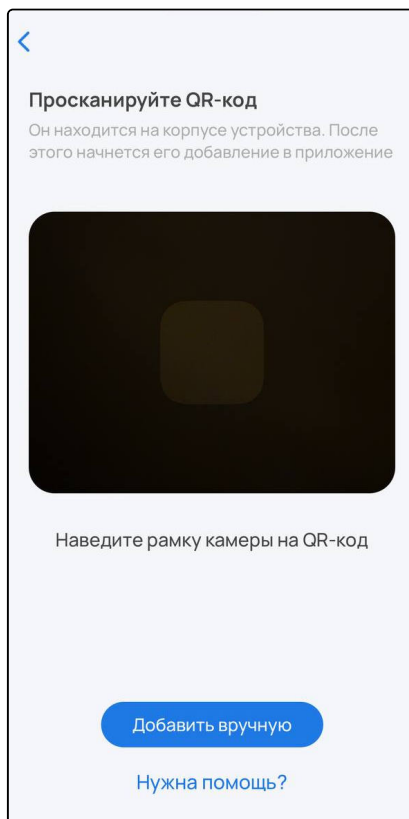 Просканируйте QR-код
Он находится на корпусе устройства. После
этого начнется его добавление в приложение
Наведите рамку камеры на QR-код
Добавить вручную
Нужна помощь?